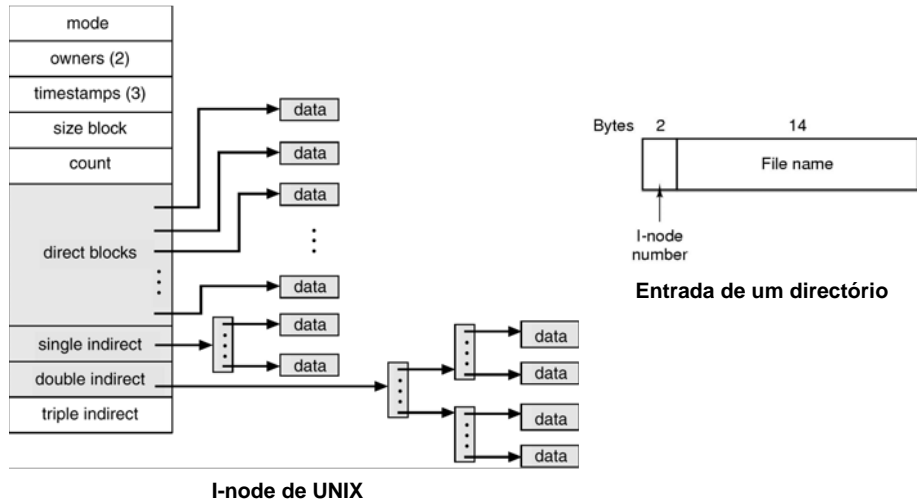 mode
owners (2)
timestamps (3)
size block
count
direct blocks
single indirect
double indirect
triple indirect
data
data
data
data
data
data
data
data
data
data
I-node de UNIX
Bytes 2 14
File name
I-node
number
Entrada de um directório